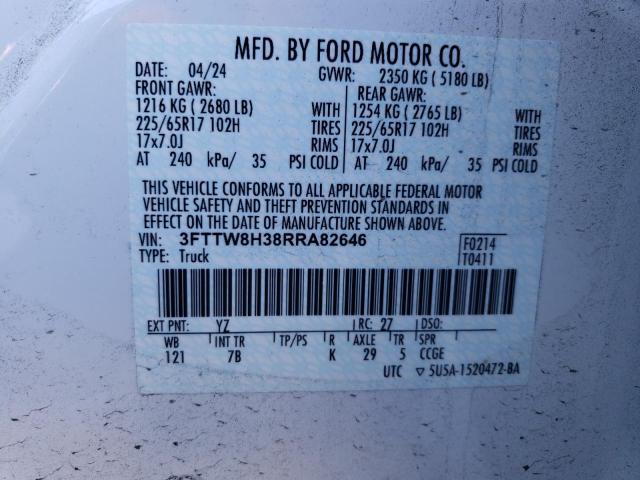 MFD. BY FORD MOTOR CO.
DATE: 04/24 GVWR: 2350 KG ( 5180 LB)
FRONT GAWR: REAR GAWR:
1216 KG ( 2680 LB) WITH 1254 KG ( 2765 LB) WITH
225/65R17 102H TIRES 225/65R17 102H TIRES
17x7.0J RIMS 17x7.0J RIMS
AT 240 kPa/ 35 PSI COLD AT 240 kPa/ 35 PSI COLD
THIS VEHICLE CONFORMS TO ALL APPLICABLE FEDERAL MOTOR
VEHICLE SAFETY AND THEFT PREVENTION STANDARDS IN
EFFECT ON THE DATE OF MANUFACTURE SHOWN ABOVE.
VIN: 3FTTW8H38RRA82646 F0214
TYPE: Truck T0411
EXT PNT: YZ RC: 27 DSO:
WB INT TR TP/PS R AXLE TR SPR
121 7B K 29 5 CCGE
UTC ▽ 5U5A-1520472-BA